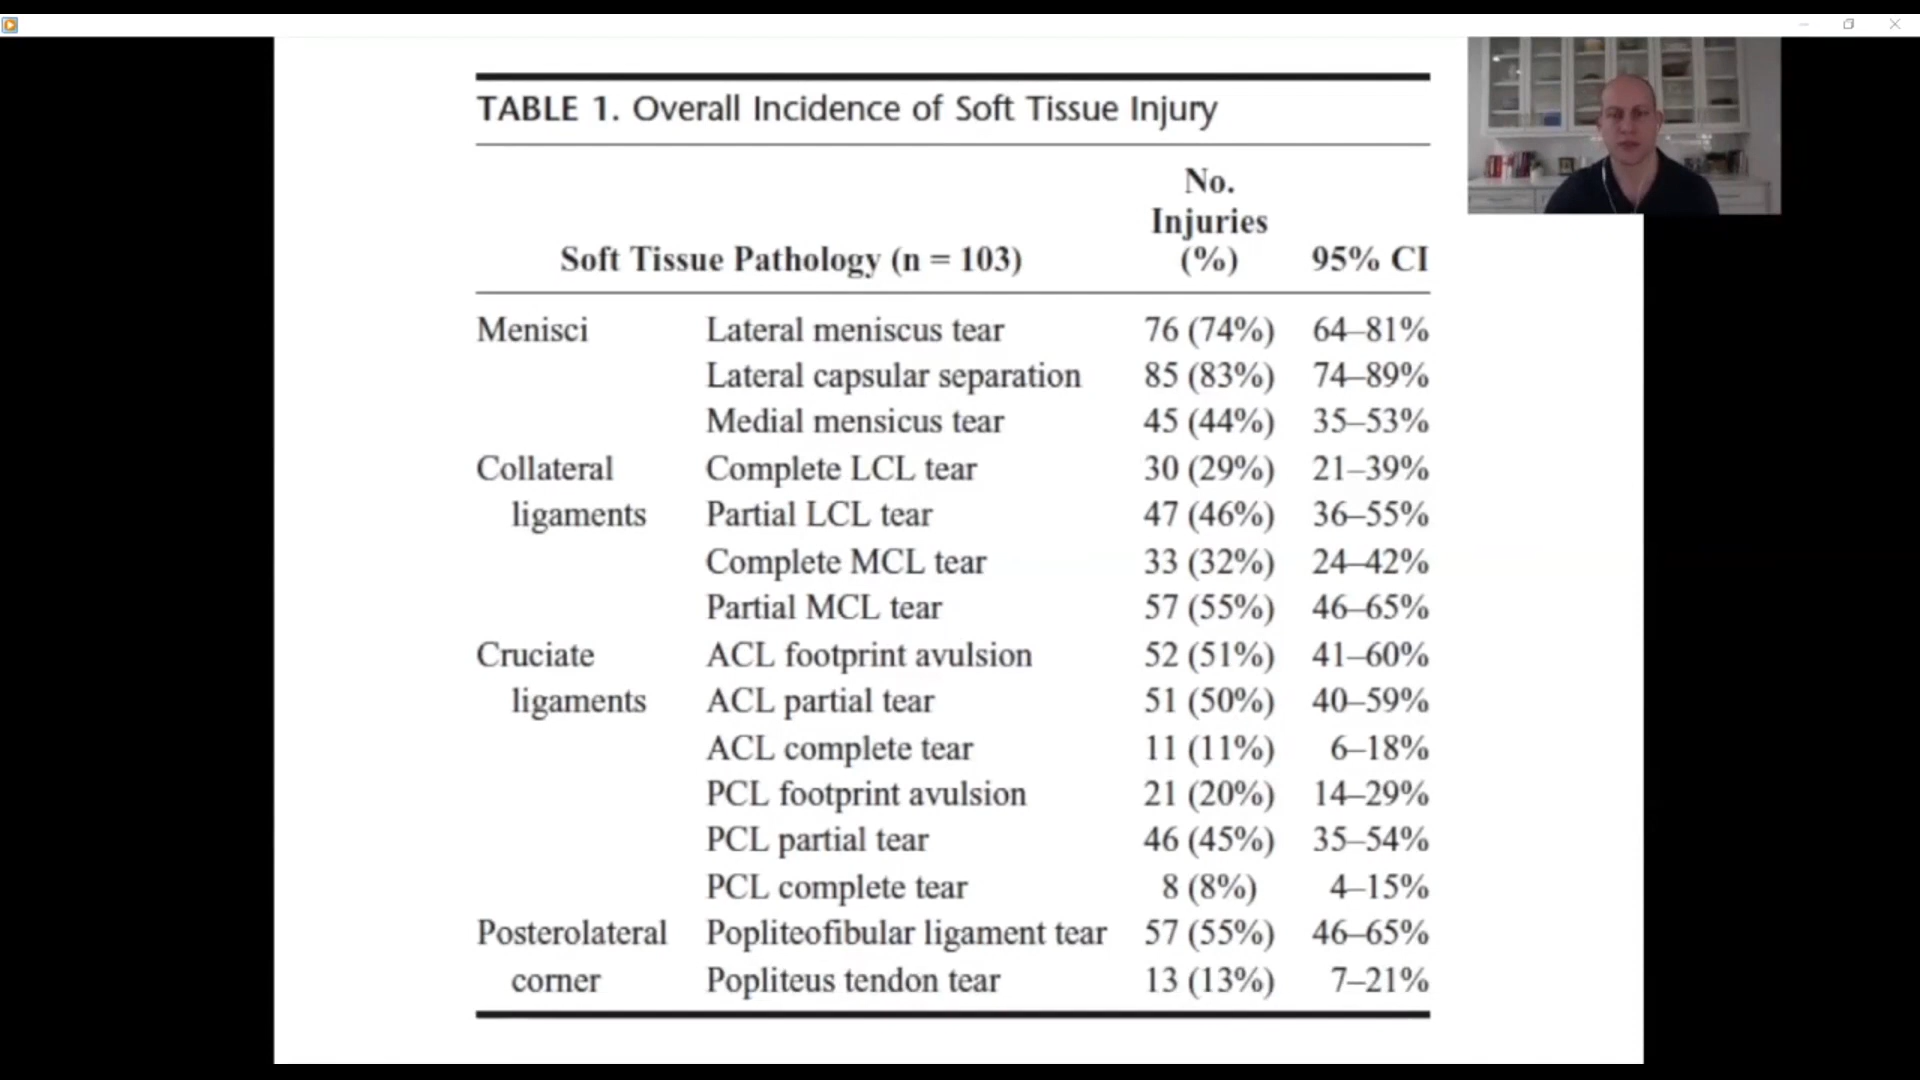 TABLE 1. Overall Incidence of Soft Tissue Injury
No.
Injuries
Soft Tissue Pathology (n = 103) (%) 95% CI
Menisci Lateral meniscus tear 76 (74%) 64–81%
Lateral capsular separation 85 (83%) 74–89%
Medial mensicus tear 45 (44%) 35–53%
Collateral Complete LCL tear 30 (29%) 21–39%
ligaments Partial LCL tear 47 (46%) 36–55%
Complete MCL tear 33 (32%) 24–42%
Partial MCL tear 57 (55%) 46–65%
Cruciate ACL footprint avulsion 52 (51%) 41–60%
ligaments ACL partial tear 51 (50%) 40–59%
ACL complete tear 11 (11%) 6–18%
PCL footprint avulsion 21 (20%) 14–29%
PCL partial tear 46 (45%) 35–54%
PCL complete tear 8 (8%) 4–15%
Posterolateral Popliteofibular ligament tear 57 (55%) 46–65%
corner Popliteus tendon tear 13 (13%) 7–21%